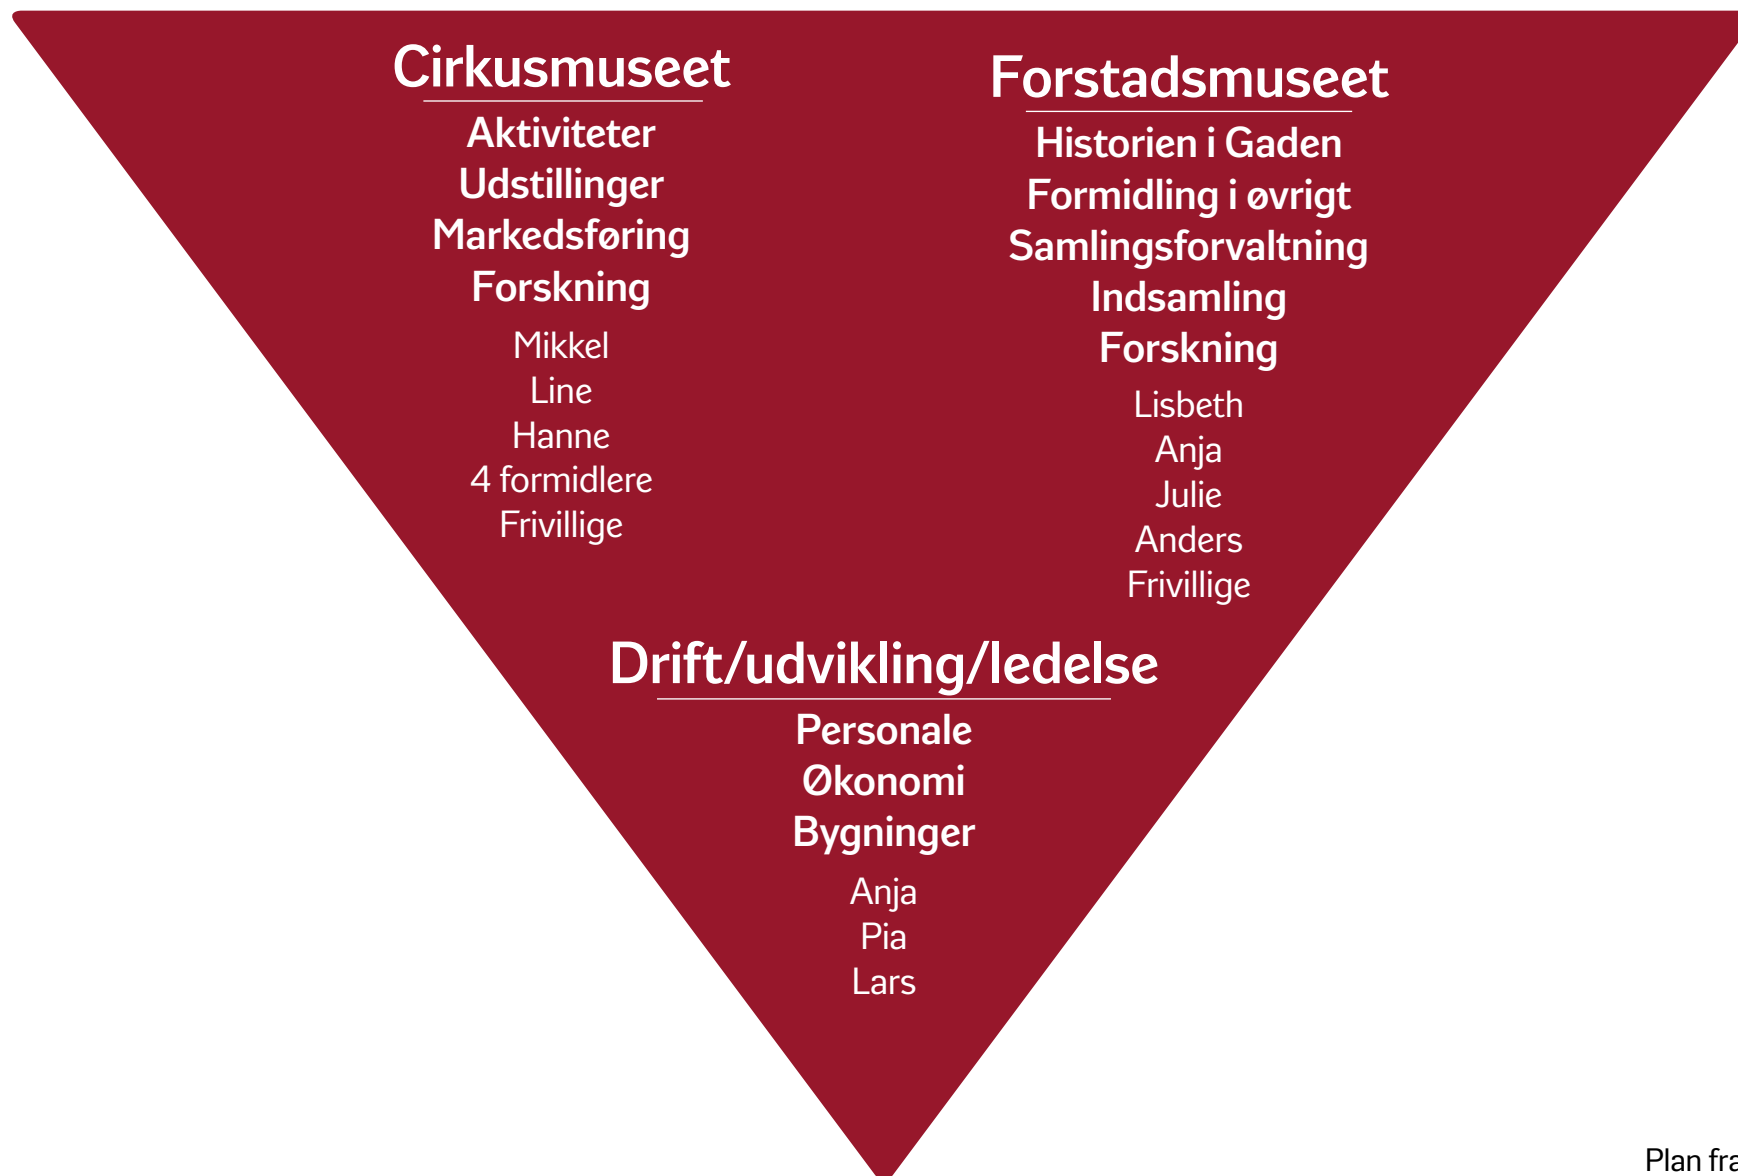 Cirkusmuseet
Aktiviteter
Udstillinger
Markedsføring
Forskning
Mikkel
Line
Hanne
4 formidlere
Frivillige
Forstadsmuseet
Historien i Gaden
Formidling i øvrigt
Samlingsforvaltning
Indsamling
Forskning
Lisbeth
Anja
Julie
Anders
Frivillige
Drift/udvikling/ledelse
Personale
Økonomi
Bygninger
Anja
Pia
Lars
Plan fra